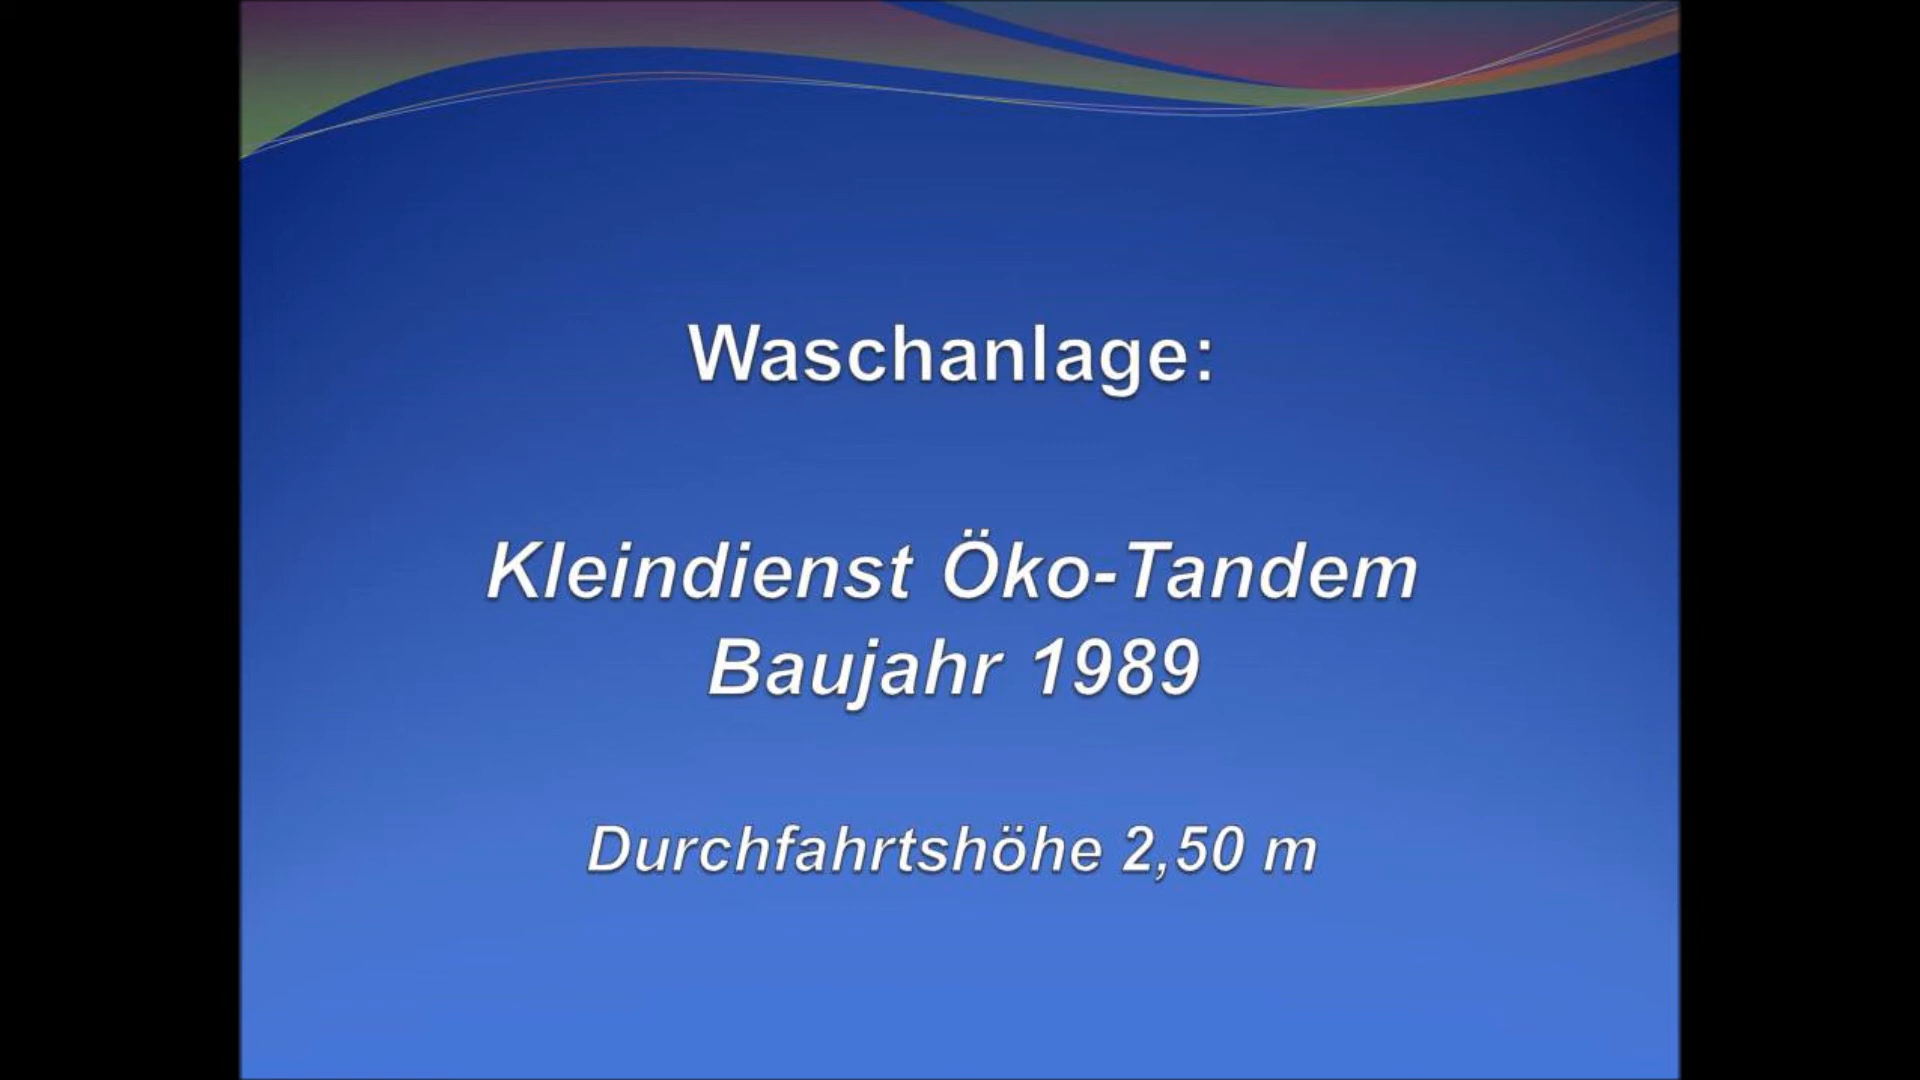 Waschanlage:
Kleindienst Öko-Tandem
Baujahr 1989
Durchfahrtshöhe 2,50 m